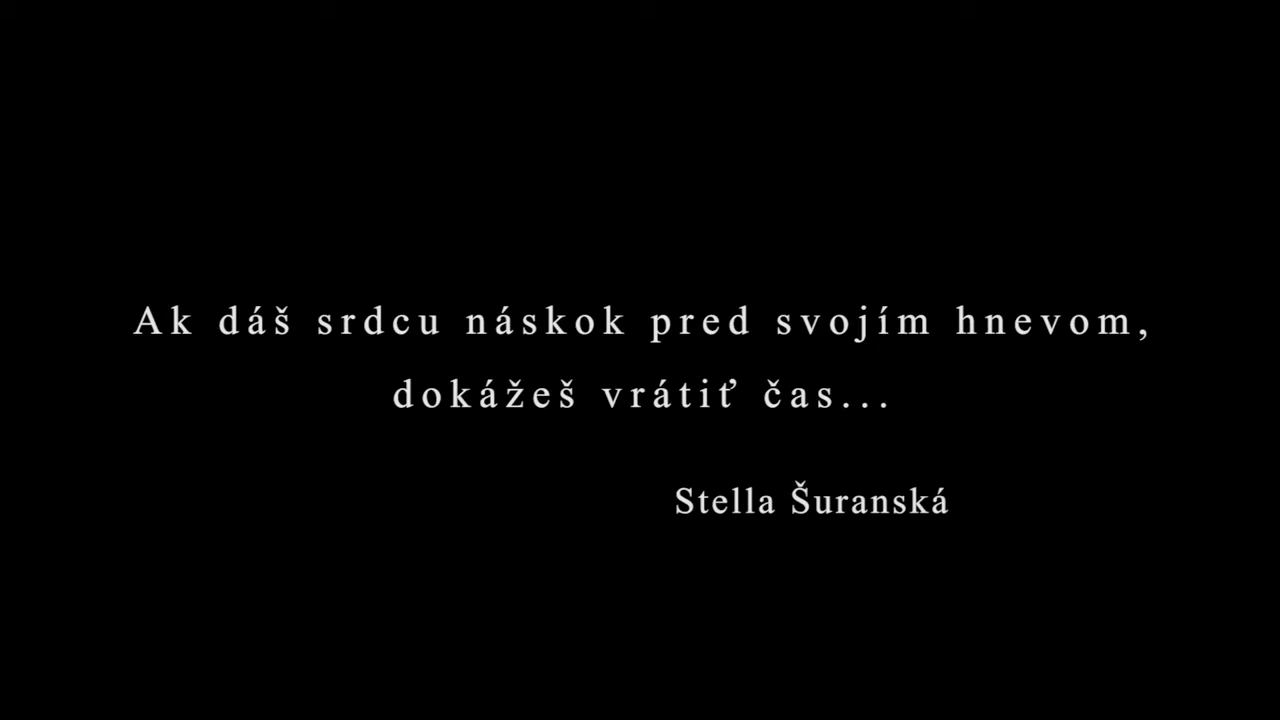 Ak dáš srdcu náskok pred svojím hnevom,
dokážeš vrátiť čas...
Stella Šuranská